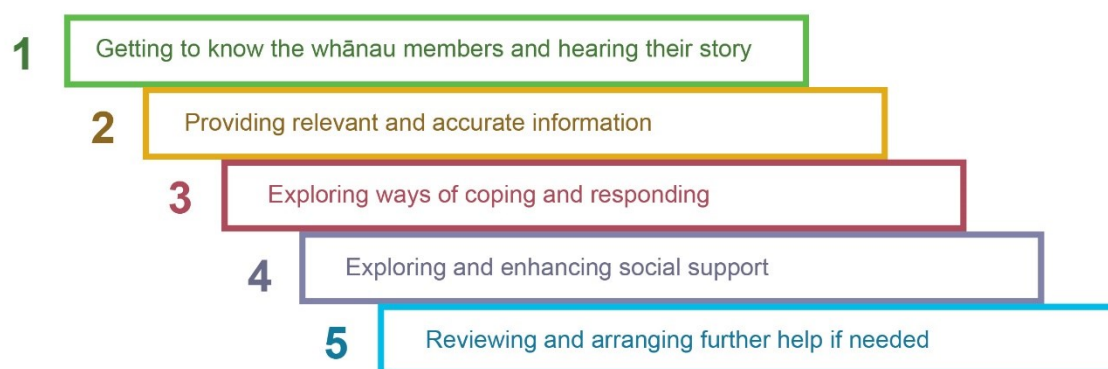 1 Getting to know the whānau members and hearing their story
2 Providing relevant and accurate information
3 Exploring ways of coping and responding
4 Exploring and enhancing social support
5 Reviewing and arranging further help if needed